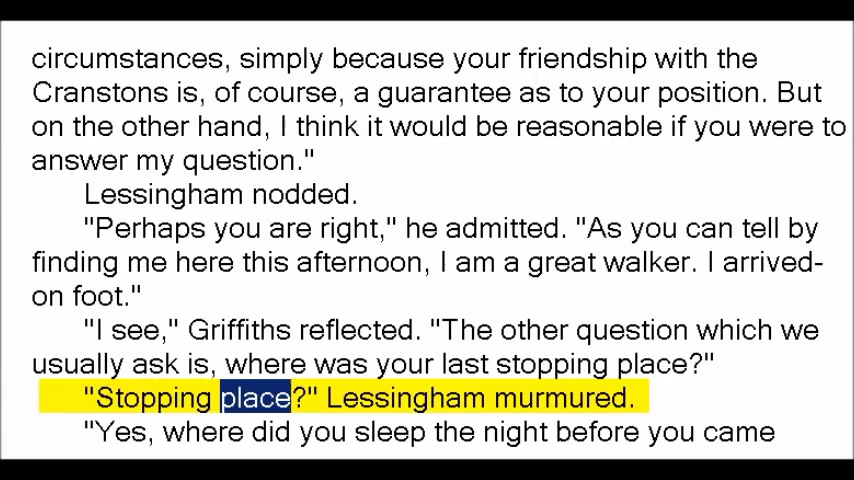 circumstances, simply because your friendship with the
Cranstons is, of course, a guarantee as to your position. But
on the other hand, I think it would be reasonable if you were to
answer my question."
Lessingham nodded.
"Perhaps you are right," he admitted. "As you can tell by
finding me here this afternoon, I am a great walker. I arrived-
on foot."
"I see," Griffiths reflected. "The other question which we
usually ask is, where was your last stopping place?"
"Stopping place?" Lessingham murmured.
"Yes, where did you sleep the night before you came